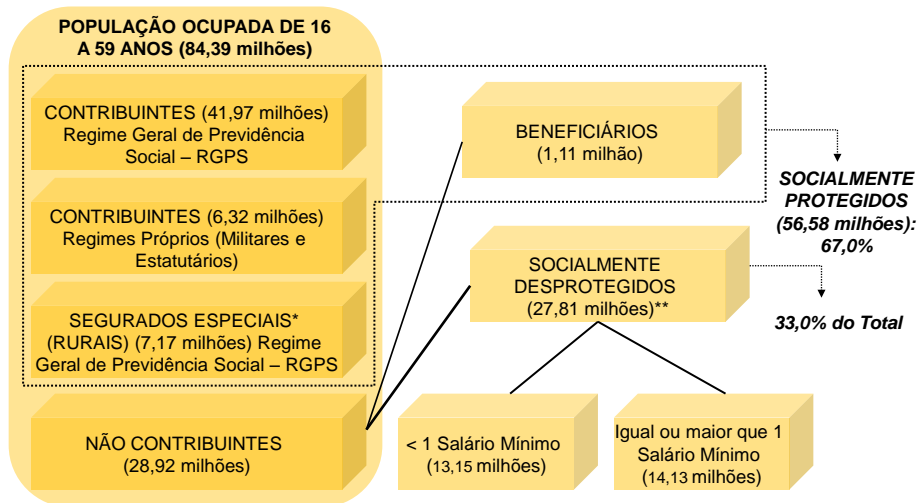 POPULAÇÃO OCUPADA DE 16
A 59 ANOS (84,39 milhões)
CONTRIBUINTES (41,97 milhões)
Regime Geral de Previdência
Social – RGPS
CONTRIBUINTES (6,32 milhões)
Regimes Próprios (Militares e
Estatutários)
SEGURADOS ESPECIAIS*
(RURAIS) (7,17 milhões) Regime
Geral de Previdência Social – RGPS
NÃO CONTRIBUINTES
(28,92 milhões)
BENEFICIÁRIOS
(1,11 milhão)
SOCIALMENTE
DESPROTEGIDOS
(27,81 milhões)**
< 1 Salário Mínimo
(13,15 milhões)
Igual ou maior que 1
Salário Mínimo
(14,13 milhões)
SOCIALMENTE
PROTEGIDOS
(56,58 milhões):
67,0%
33,0% do Total